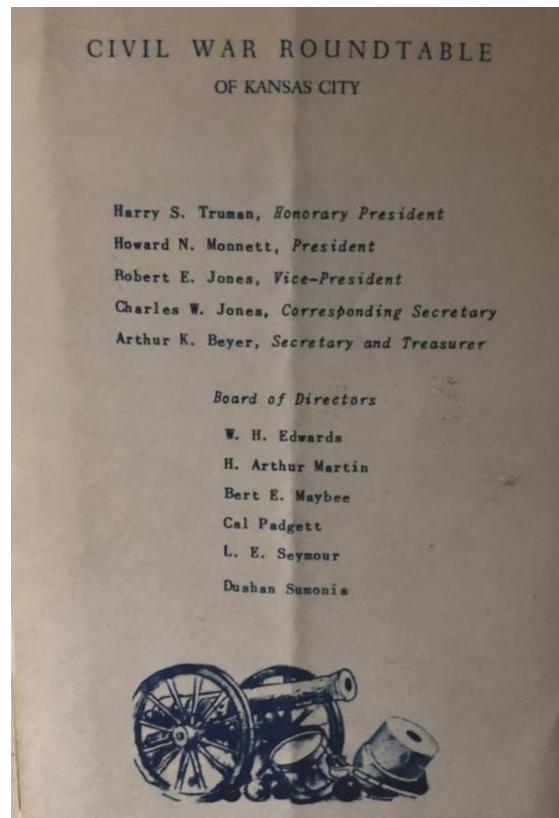 CIVIL WAR ROUNDTABLE
OF KANSAS CITY
Harry S. Truman, Honorary President
Howard N. Monnett, President
Robert E. Jones, Vice-President
Charles W. Jones, Corresponding Secretary
Arthur K. Beyer, Secretary and Treasurer
Board of Directors
W. H. Edwards
H. Arthur Martin
Bert E. Maybee
Cal Padgett
L. E. Seymour
Dushan Sumonia